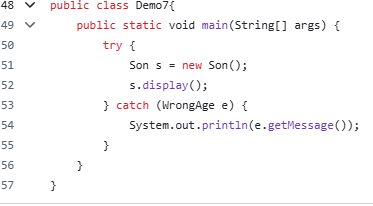 48 public class Demo7{
49 public static void main(String[] args) {
50 try {
51 Son s = new Son();
52 s.display();
53 } catch (WrongAge e) {
54 System.out.println(e.getMessage());
55 }
56 }
57 }